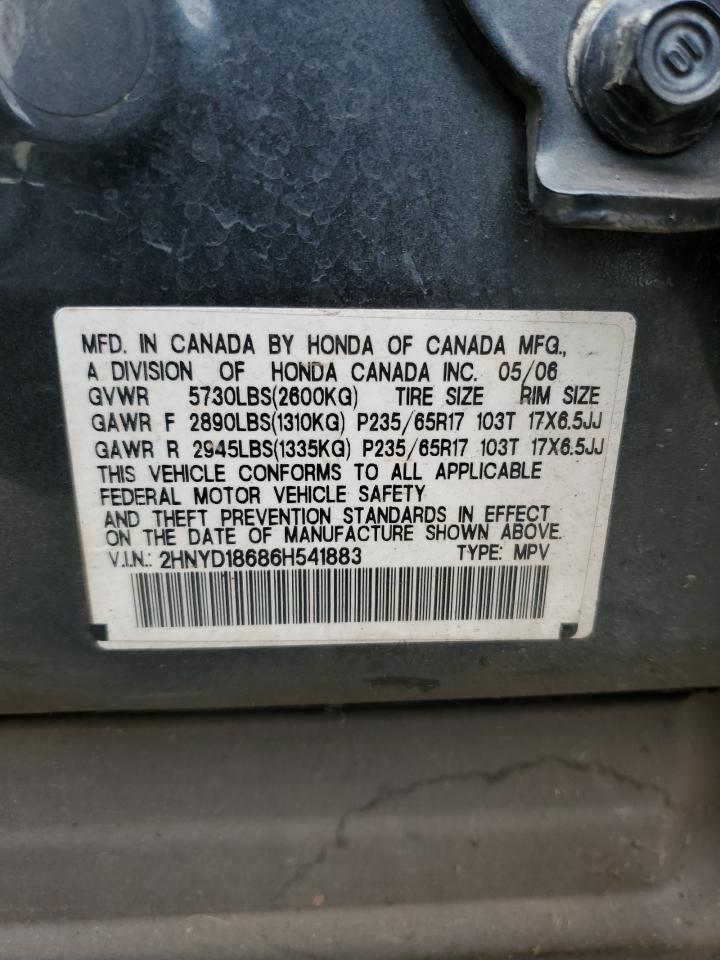 MFD. IN CANADA BY HONDA OF CANADA MFG.,
A DIVISION OF HONDA CANADA INC. 05/06
GVWR 5730LBS(2600KG) TIRE SIZE RIM SIZE
GAWR F 2890LBS(1310KG) P235/65R17 103T 17X6.5JJ
GAWR R 2945LBS(1335KG) P235/65R17 103T 17X6.5JJ
THIS VEHICLE CONFORMS TO ALL APPLICABLE
FEDERAL MOTOR VEHICLE SAFETY
AND THEFT PREVENTION STANDARDS IN EFFECT
ON THE DATE OF MANUFACTURE SHOWN ABOVE.
V.I.N.: 2HNYD18686H541883 TYPE: MPV